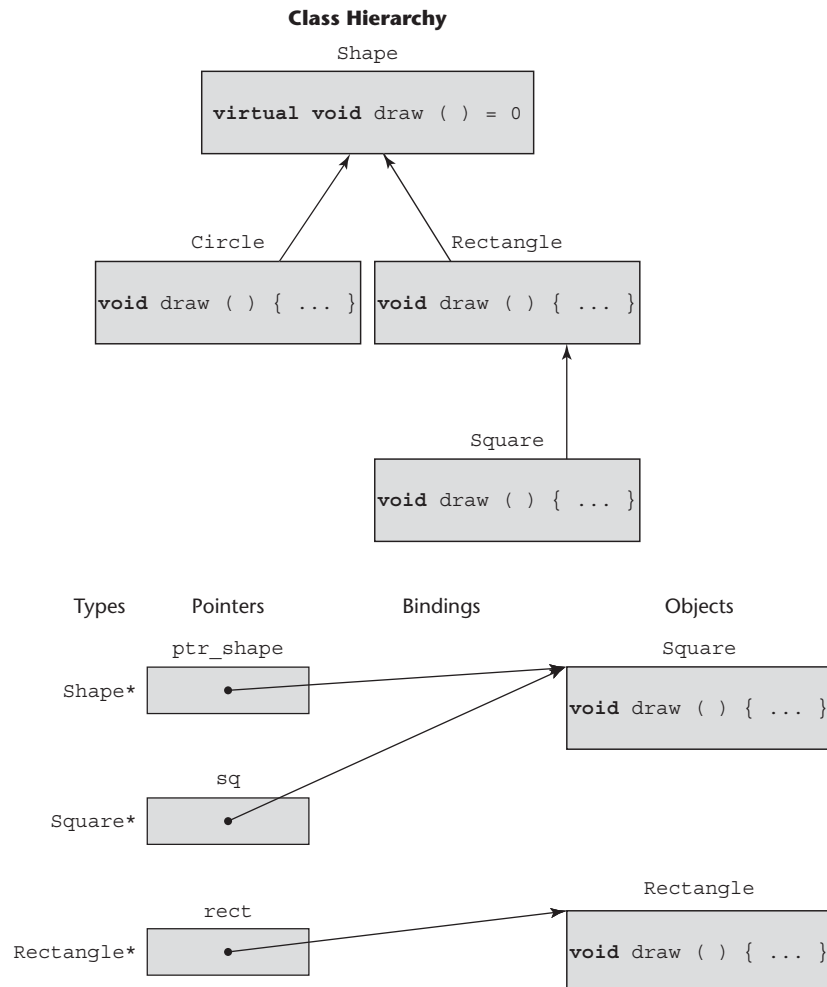 Class Hierarchy
Shape
virtual void draw ( ) = 0
Circle
Rectangle
void draw ( ) { ... }
void draw ( ) { ... }
Square
void draw ( ) { ... }
Types
Pointers
Bindings
Objects
ptr_shape
Square
Shape*
void draw ( ) { ... }
sq
Square*
rect
Rectangle
Rectangle*
void draw ( ) { ... }